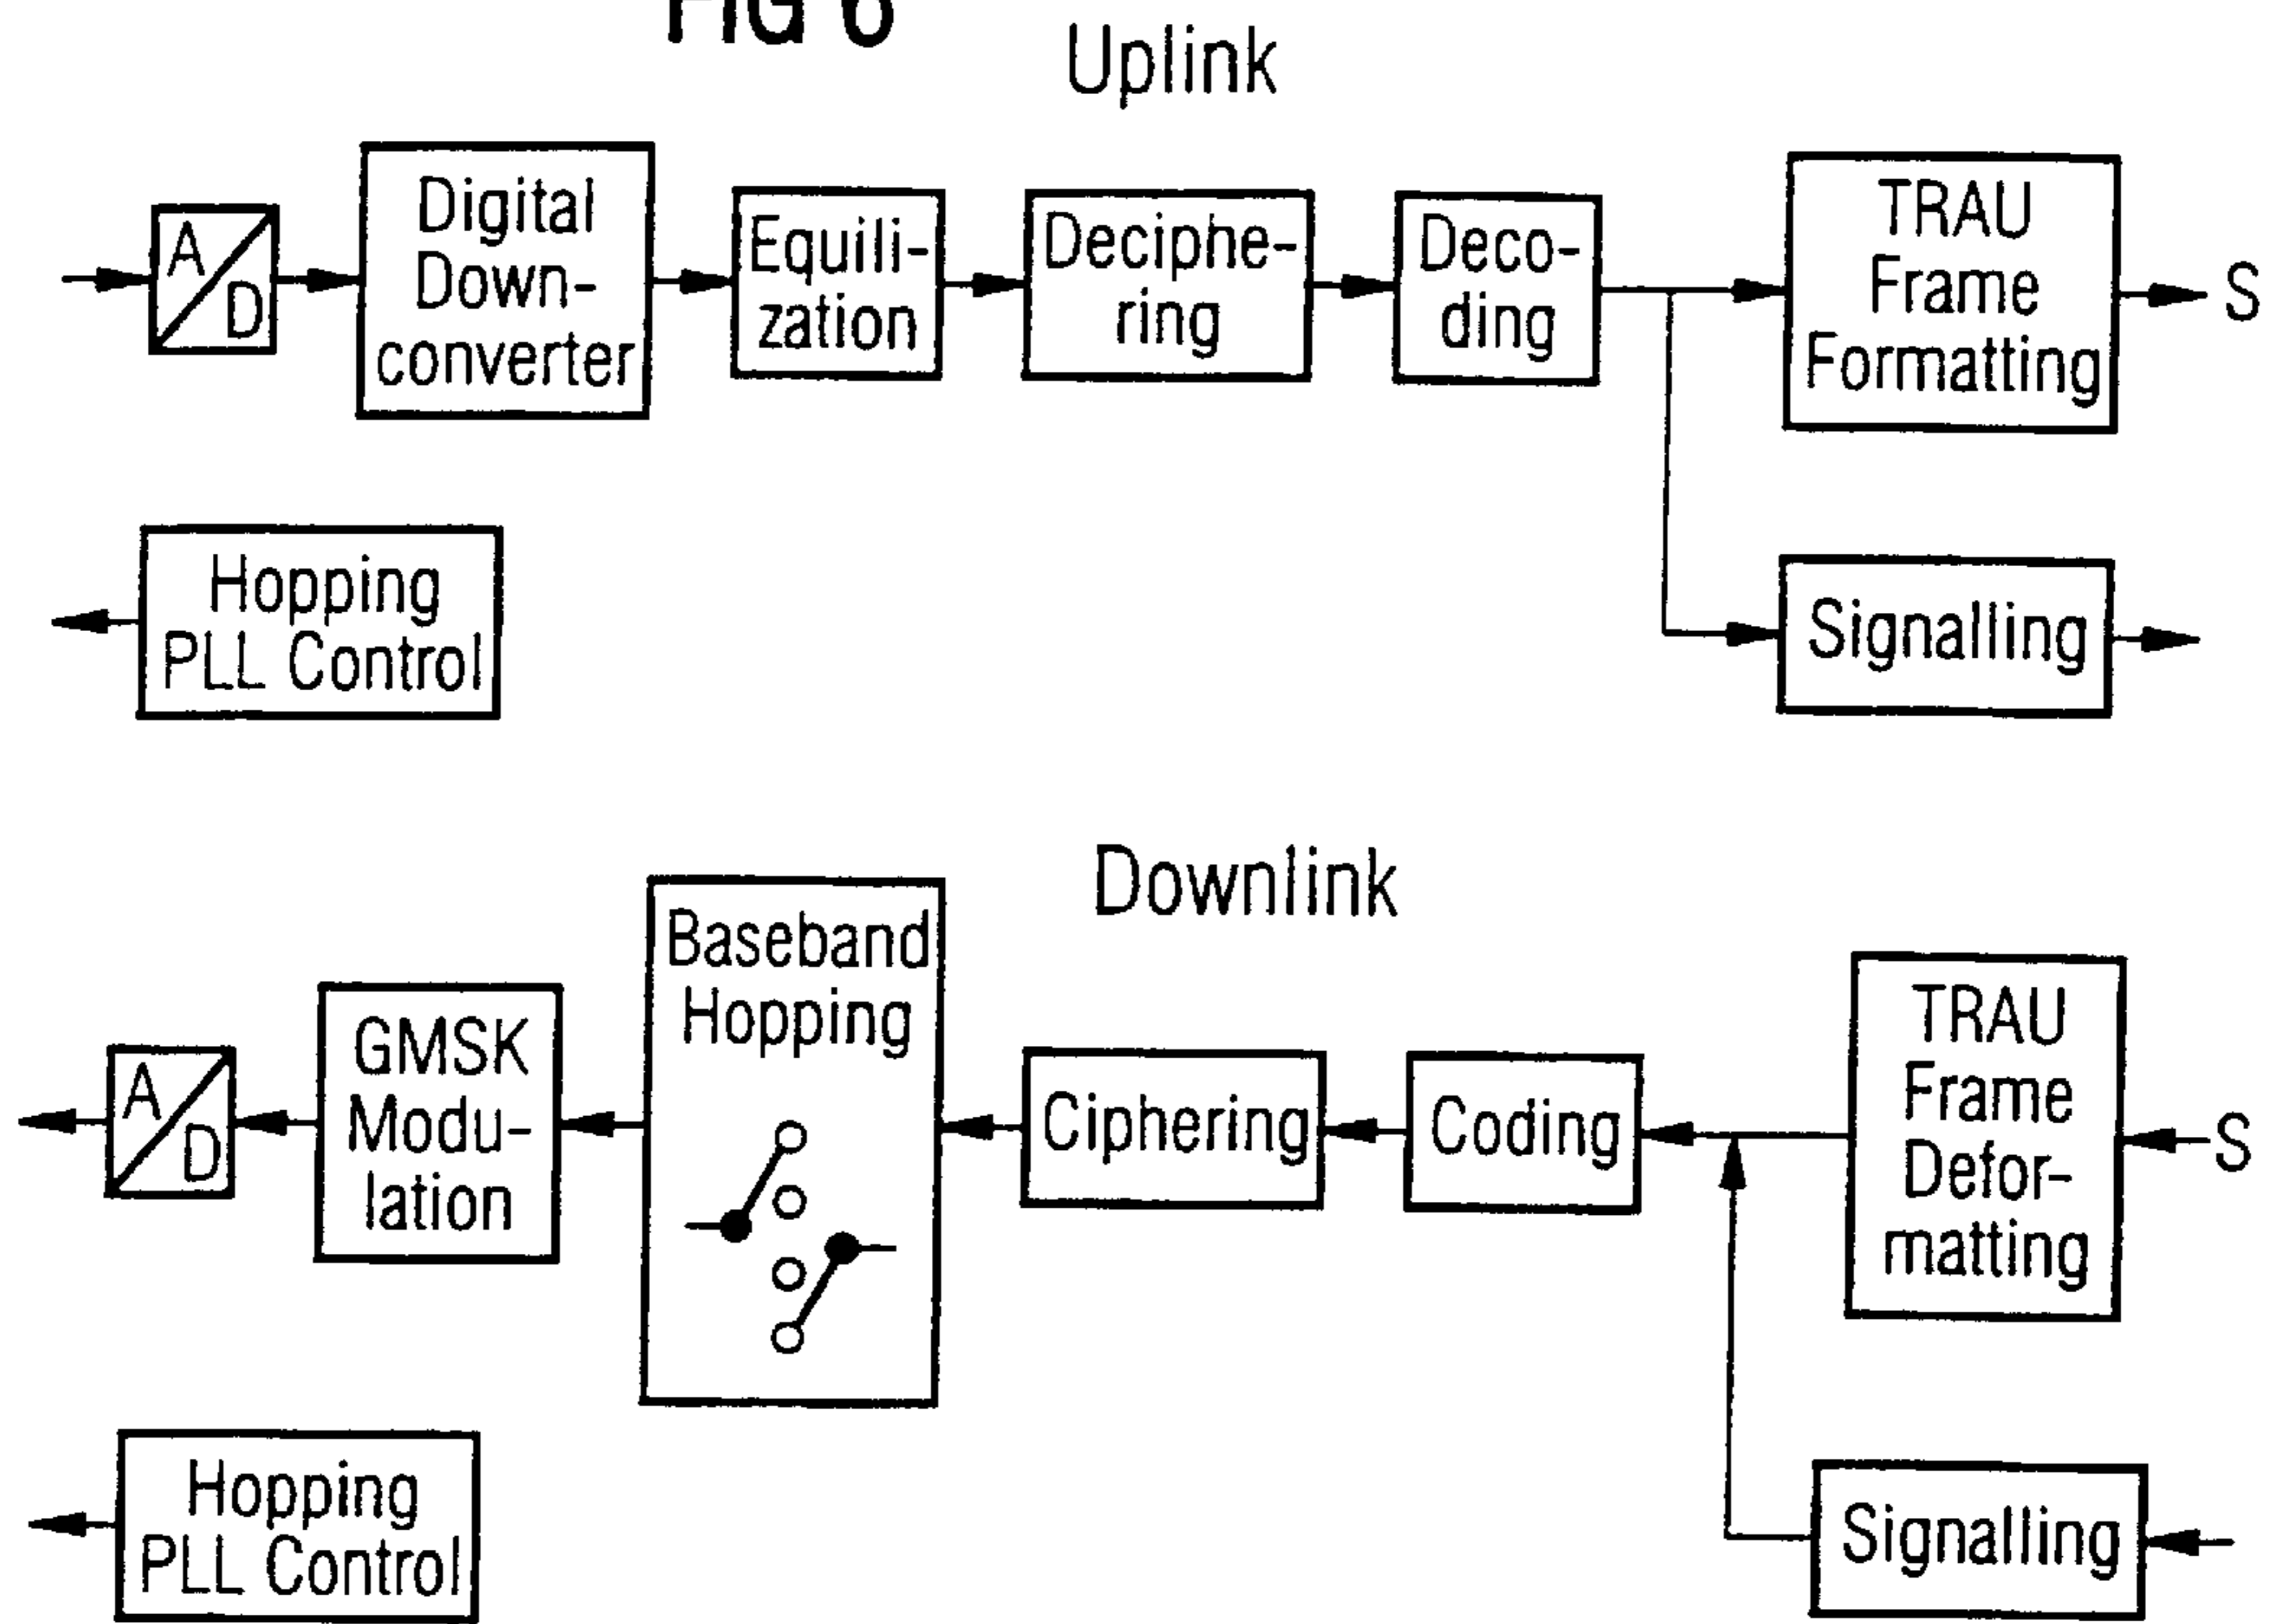 FIG 6
Uplink
A
D
Digital
Down-
converter
Equili-
zation
Deciphe-
ring
Deco-
ding
TRAU
Frame
Formatting
S
Hopping
PLL Control
Signalling
Downlink
A
D
GMSK
Modu-
lation
Baseband
Hopping
Ciphering
Coding
TRAU
Frame
Defor-
matting
S
Hopping
PLL Control
Signalling